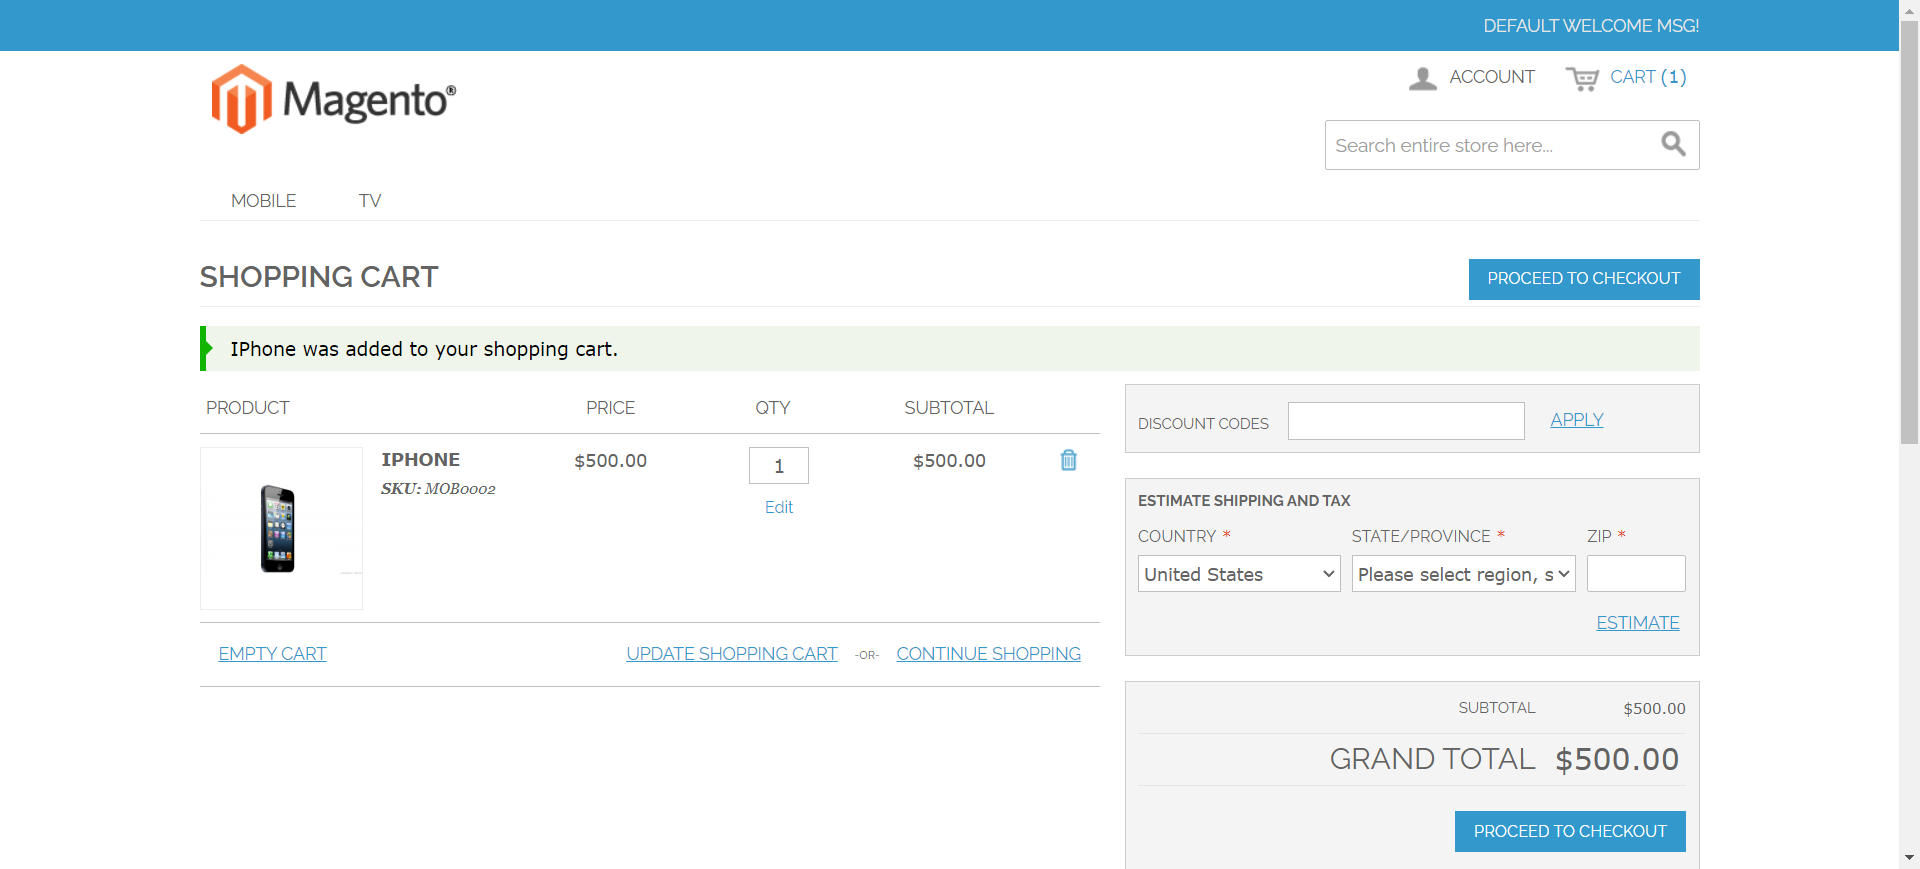 DEFAULT WELCOME MSG!
Magento®
ACCOUNT
CART (1)
Search entire store here...
MOBILE
TV
SHOPPING CART
PROCEED TO CHECKOUT
IPhone was added to your shopping cart.
PRODUCT PRICE QTY SUBTOTAL
IPHONE $500.00 1 $500.00
SKU: MOB0002
Edit
EMPTY CART UPDATE SHOPPING CART -OR- CONTINUE SHOPPING
DISCOUNT CODES APPLY
ESTIMATE SHIPPING AND TAX
COUNTRY * STATE/PROVINCE * ZIP *
United States Please select region, s
ESTIMATE
SUBTOTAL $500.00
GRAND TOTAL $500.00
PROCEED TO CHECKOUT